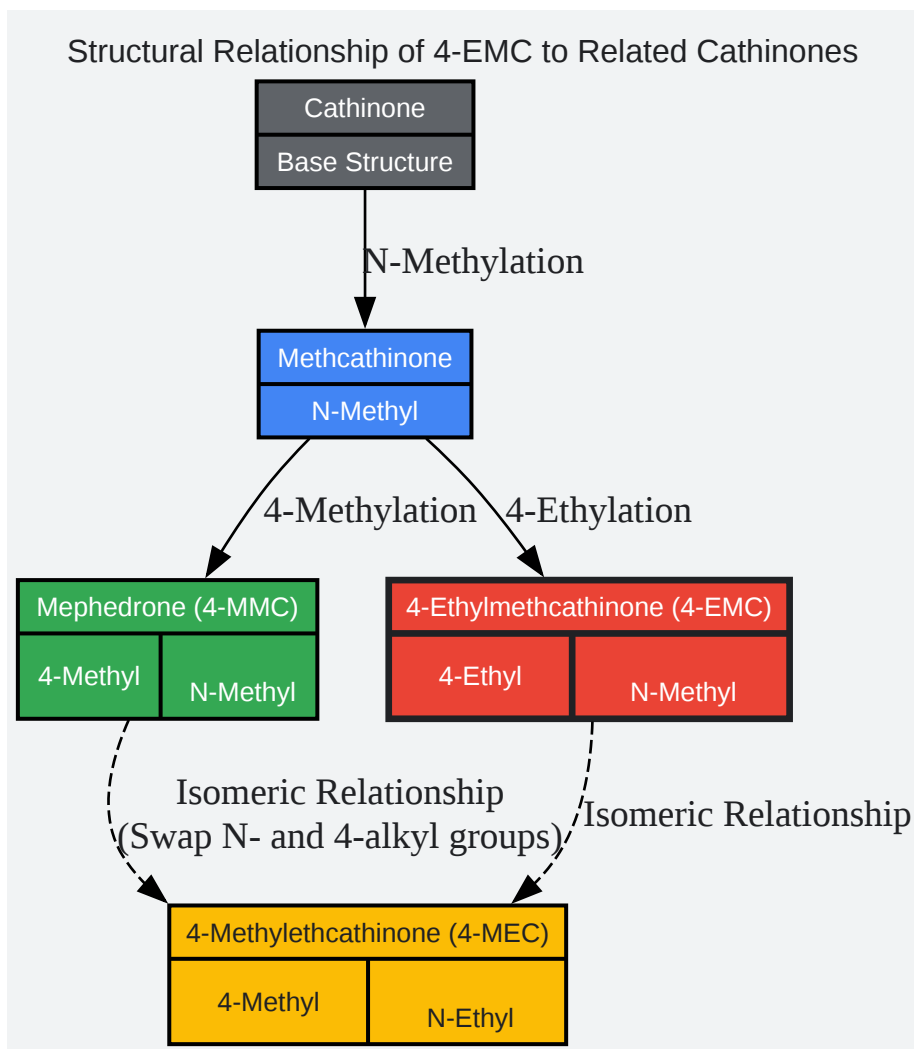 Structural Relationship of 4-EMC to Related Cathinones
Cathinone
Base Structure
N-Methylation
Methcathinone
N-Methyl
4-Methylation
4-Ethylation
Mephedrone (4-MMC)
4-Methyl
N-Methyl
4-Ethylmethcathinone (4-EMC)
4-Ethyl
N-Methyl
Isomeric Relationship
(Swap N- and 4-alkyl groups)
Isomeric Relationship
4-Methylethcathinone (4-MEC)
4-Methyl
N-Ethyl